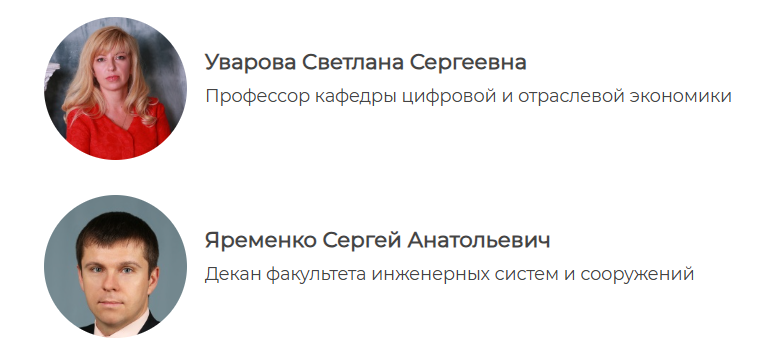 Уварова Светлана Сергеевна
Профессор кафедры цифровой и отраслевой экономики
Яременко Сергей Анатольевич
Декан факультета инженерных систем и сооружений